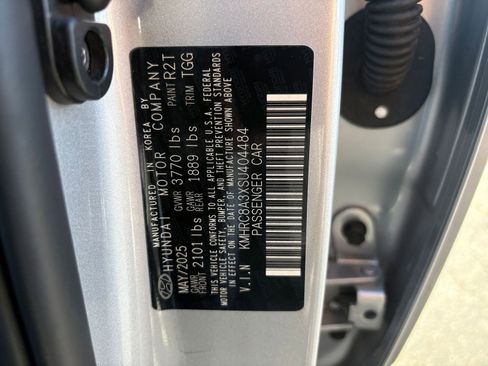 MANUFACTURED IN KOREA BY
HYUNDAI MOTOR COMPANY
MAY/2025 GVWR 3770 lbs PAINT R2T
GAWR FRONT 2101 lbs GAWR REAR 1889 lbs TRIM TGG
THIS VEHICLE CONFORMS TO ALL APPLICABLE U.S.A. FEDERAL
MOTOR VEHICLE SAFETY, BUMPER, AND THEFT PREVENTION STANDARDS
IN EFFECT ON THE DATE OF MANUFACTURE SHOWN ABOVE.
V.I.N KMHRC8A3XSU404484
PASSENGER CAR